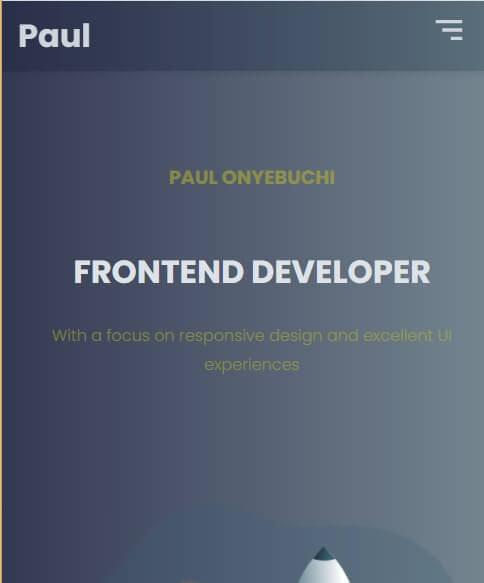 Paul
PAUL ONYEBUCHI
FRONTEND DEVELOPER
With a focus on responsive design and excellent UI
experiences